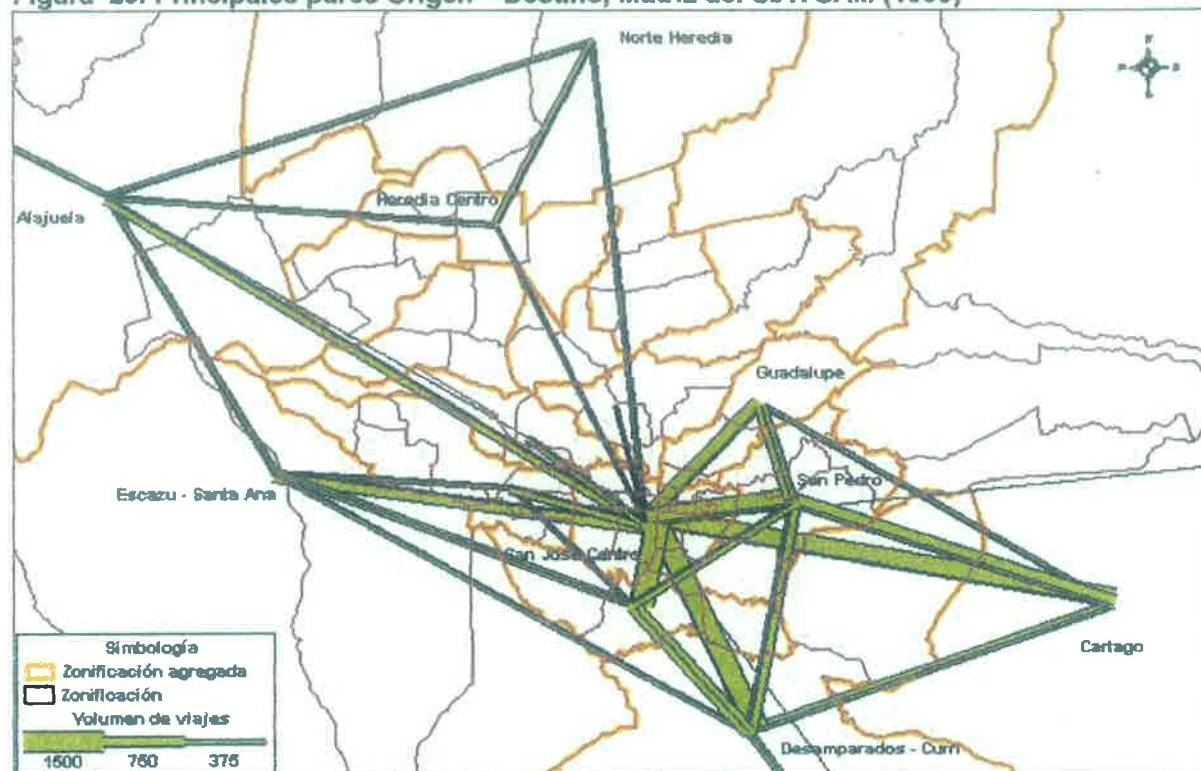 Norte Heredia
Heredia Centro
Alajuela
Guadalupe
San Pedro
Escazu - Santa Ana
San José Centro
Cartago
Desamparados - Curri
Simbología
Zonificación agregada
Zonificación
Volumen de viajes
1500 750 375